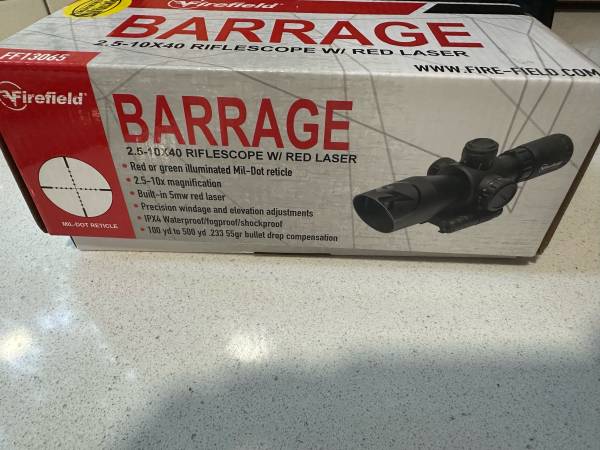 Firefield
BARRAGE
2.5-10X40 RIFLESCOPE W/ RED LASER
WWW.FIRE-FIELD.COM
FF13065
Firefield
BARRAGE
2.5-10X40 RIFLESCOPE W/ RED LASER
• Red or green illuminated Mil-Dot reticle
• 2.5-10x magnification
• Built-in 5mw red laser
• Precision windage and elevation adjustments
• IPX4 Waterproof/fogproof/shockproof
• 100 yd to 500 yd .233 55gr bullet drop compensation
MIL-DOT RETICLE